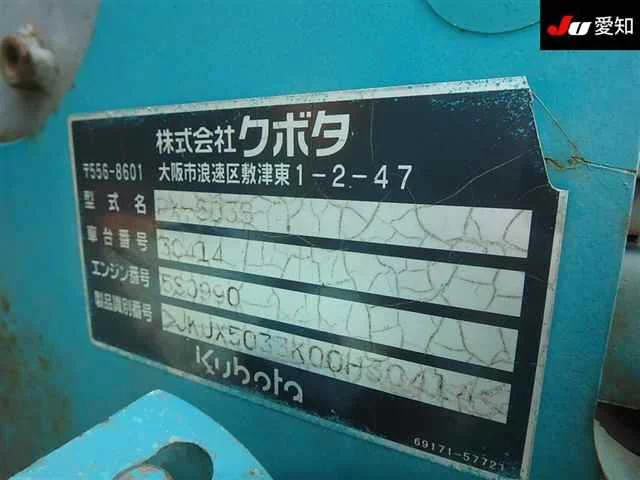 JU 愛知
株式会社クボタ
〒556-8601 大阪市浪速区敷津東1-2-47
型式名
車台番号 30414
エンジン番号 5S0990
製品識別番号
Kubota
69171-57721